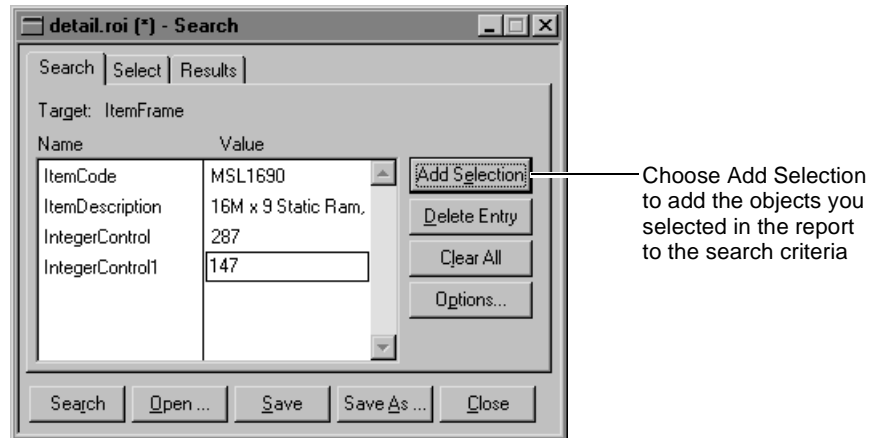 detail.roi (*) - Search
Search Select Results
Target: ItemFrame
Name Value
ItemCode MSL1690
ItemDescription 16M x 9 Static Ram,
IntegerControl 287
IntegerControl1 147
Add Selection
Delete Entry
Clear All
Options...
Search Open ... Save Save As ... Close
Choose Add Selection
to add the objects you
selected in the report
to the search criteria